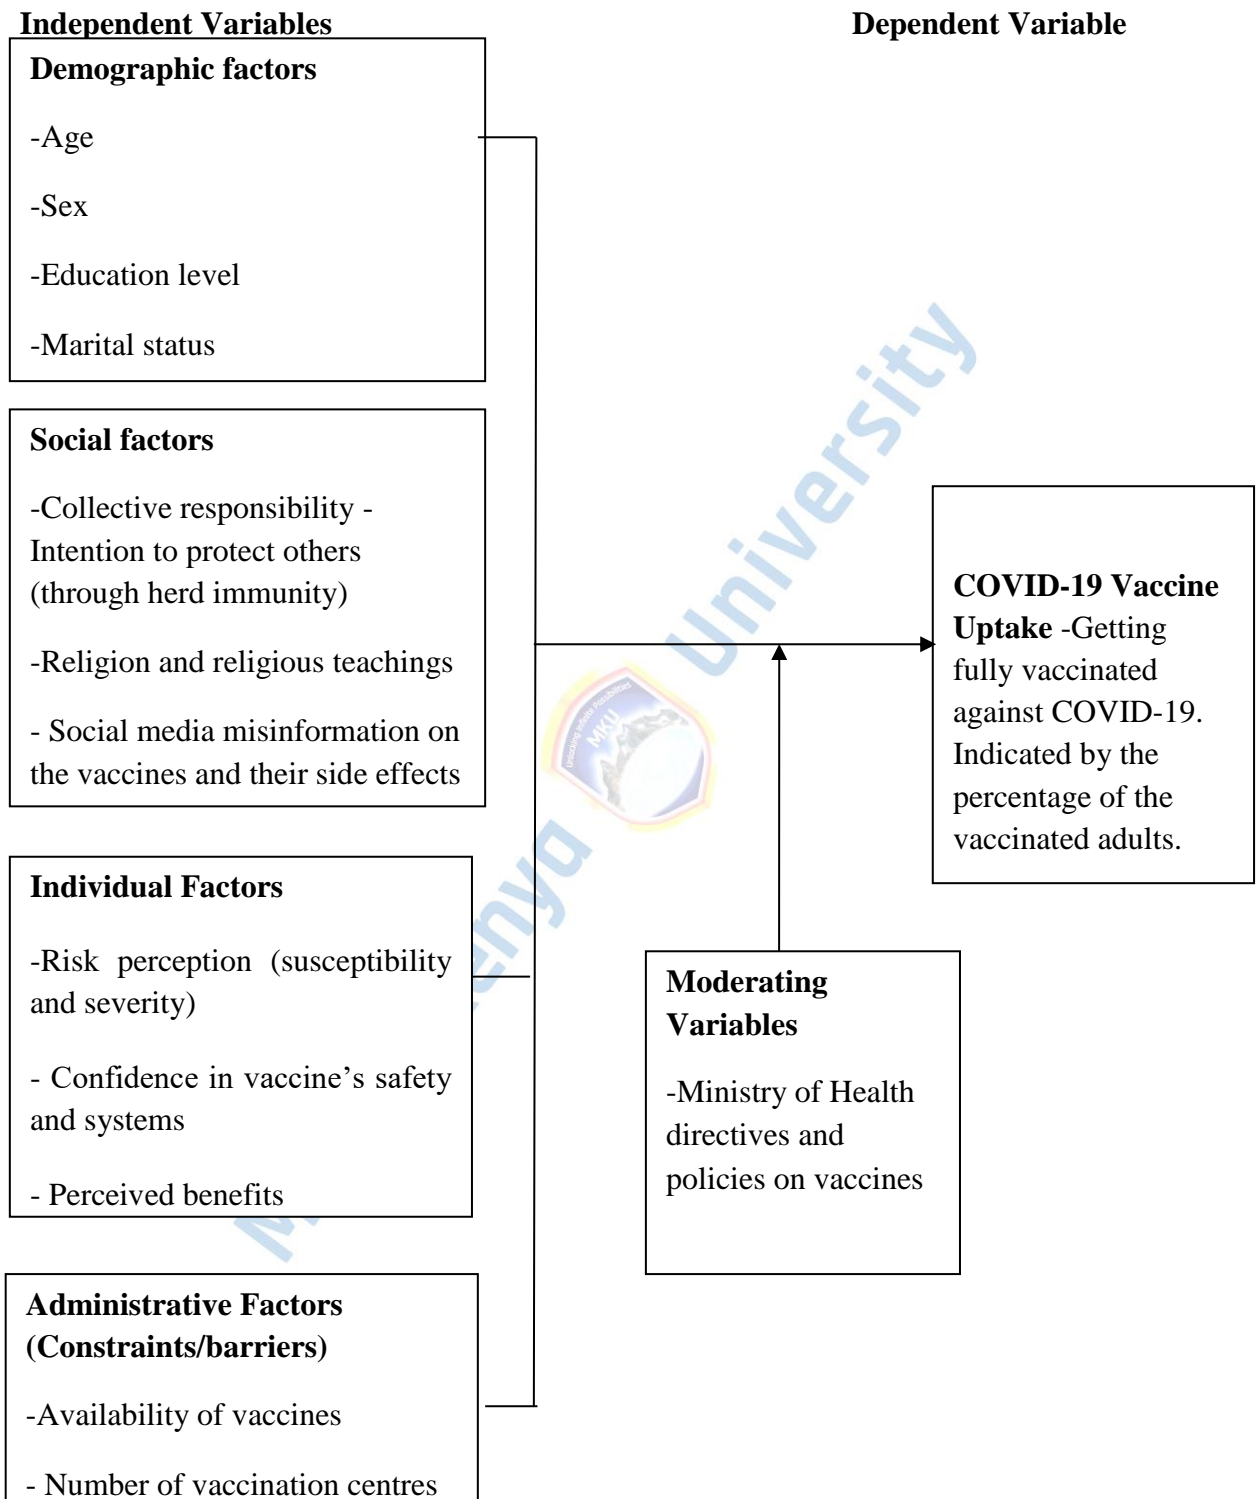 Independent Variables
Dependent Variable
Demographic factors
-Age
-Sex
-Education level
-Marital status
Social factors
-Collective responsibility -
Intention to protect others
(through herd immunity)
-Religion and religious teachings
- Social media misinformation on
the vaccines and their side effects
Individual Factors
-Risk perception (susceptibility
and severity)
- Confidence in vaccine’s safety
and systems
- Perceived benefits
Administrative Factors
(Constraints/barriers)
-Availability of vaccines
- Number of vaccination centres
Moderating
Variables
-Ministry of Health
directives and
policies on vaccines
COVID-19 Vaccine
Uptake -Getting
fully vaccinated
against COVID-19.
Indicated by the
percentage of the
vaccinated adults.
University
MKU
Unlocking Infinite Possibilities